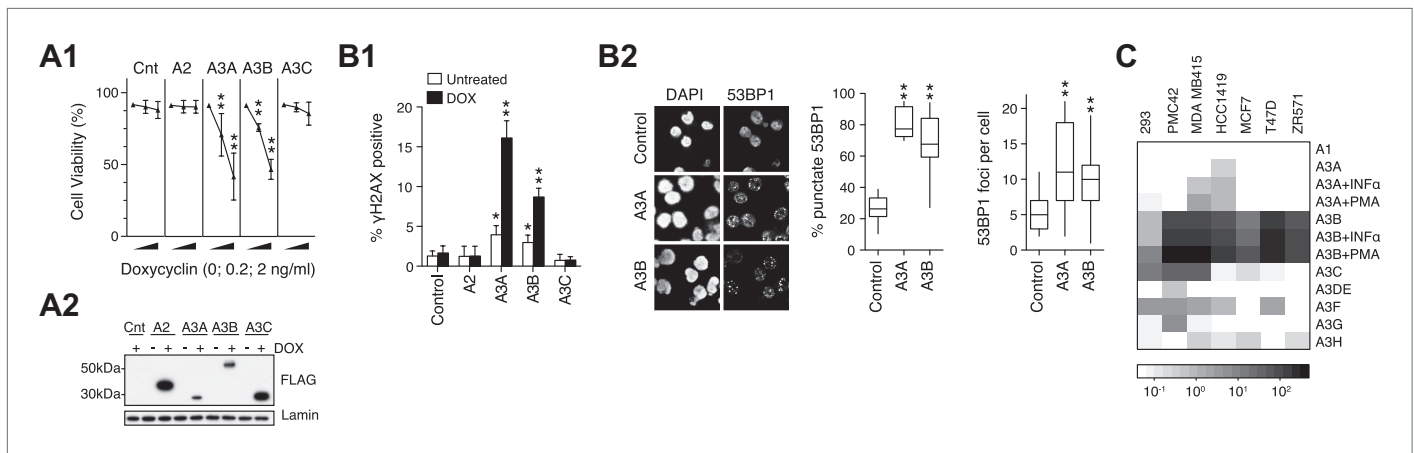 A1
Cnt A2 A3A A3B A3C
Cell Viability (%)
0
50
100
** ** ** **
Doxycyclin (0; 0.2; 2 ng/ml)
A2
Cnt A2 A3A A3B A3C
+ - + - + - + - + DOX
50kDa
30kDa
FLAG
Lamin
B1
Untreated
DOX
% γH2AX positive
20
15
10
5
0
* ** * **
Control A2 A3A A3B A3C
B2
DAPI 53BP1
Control
A3A
A3B
% punctate 53BP1
100
80
60
40
20
0
** **
Control A3A A3B
53BP1 foci per cell
20
15
10
5
0
** **
Control A3A A3B
C
293 PMC42 MDA MB415 HCC1419 MCF7 T47D ZR571
A1
A3A
A3A+INFα
A3A+PMA
A3B
A3B+INFα
A3B+PMA
A3C
A3DE
A3F
A3G
A3H
10⁻¹ 10⁰ 10¹ 10²